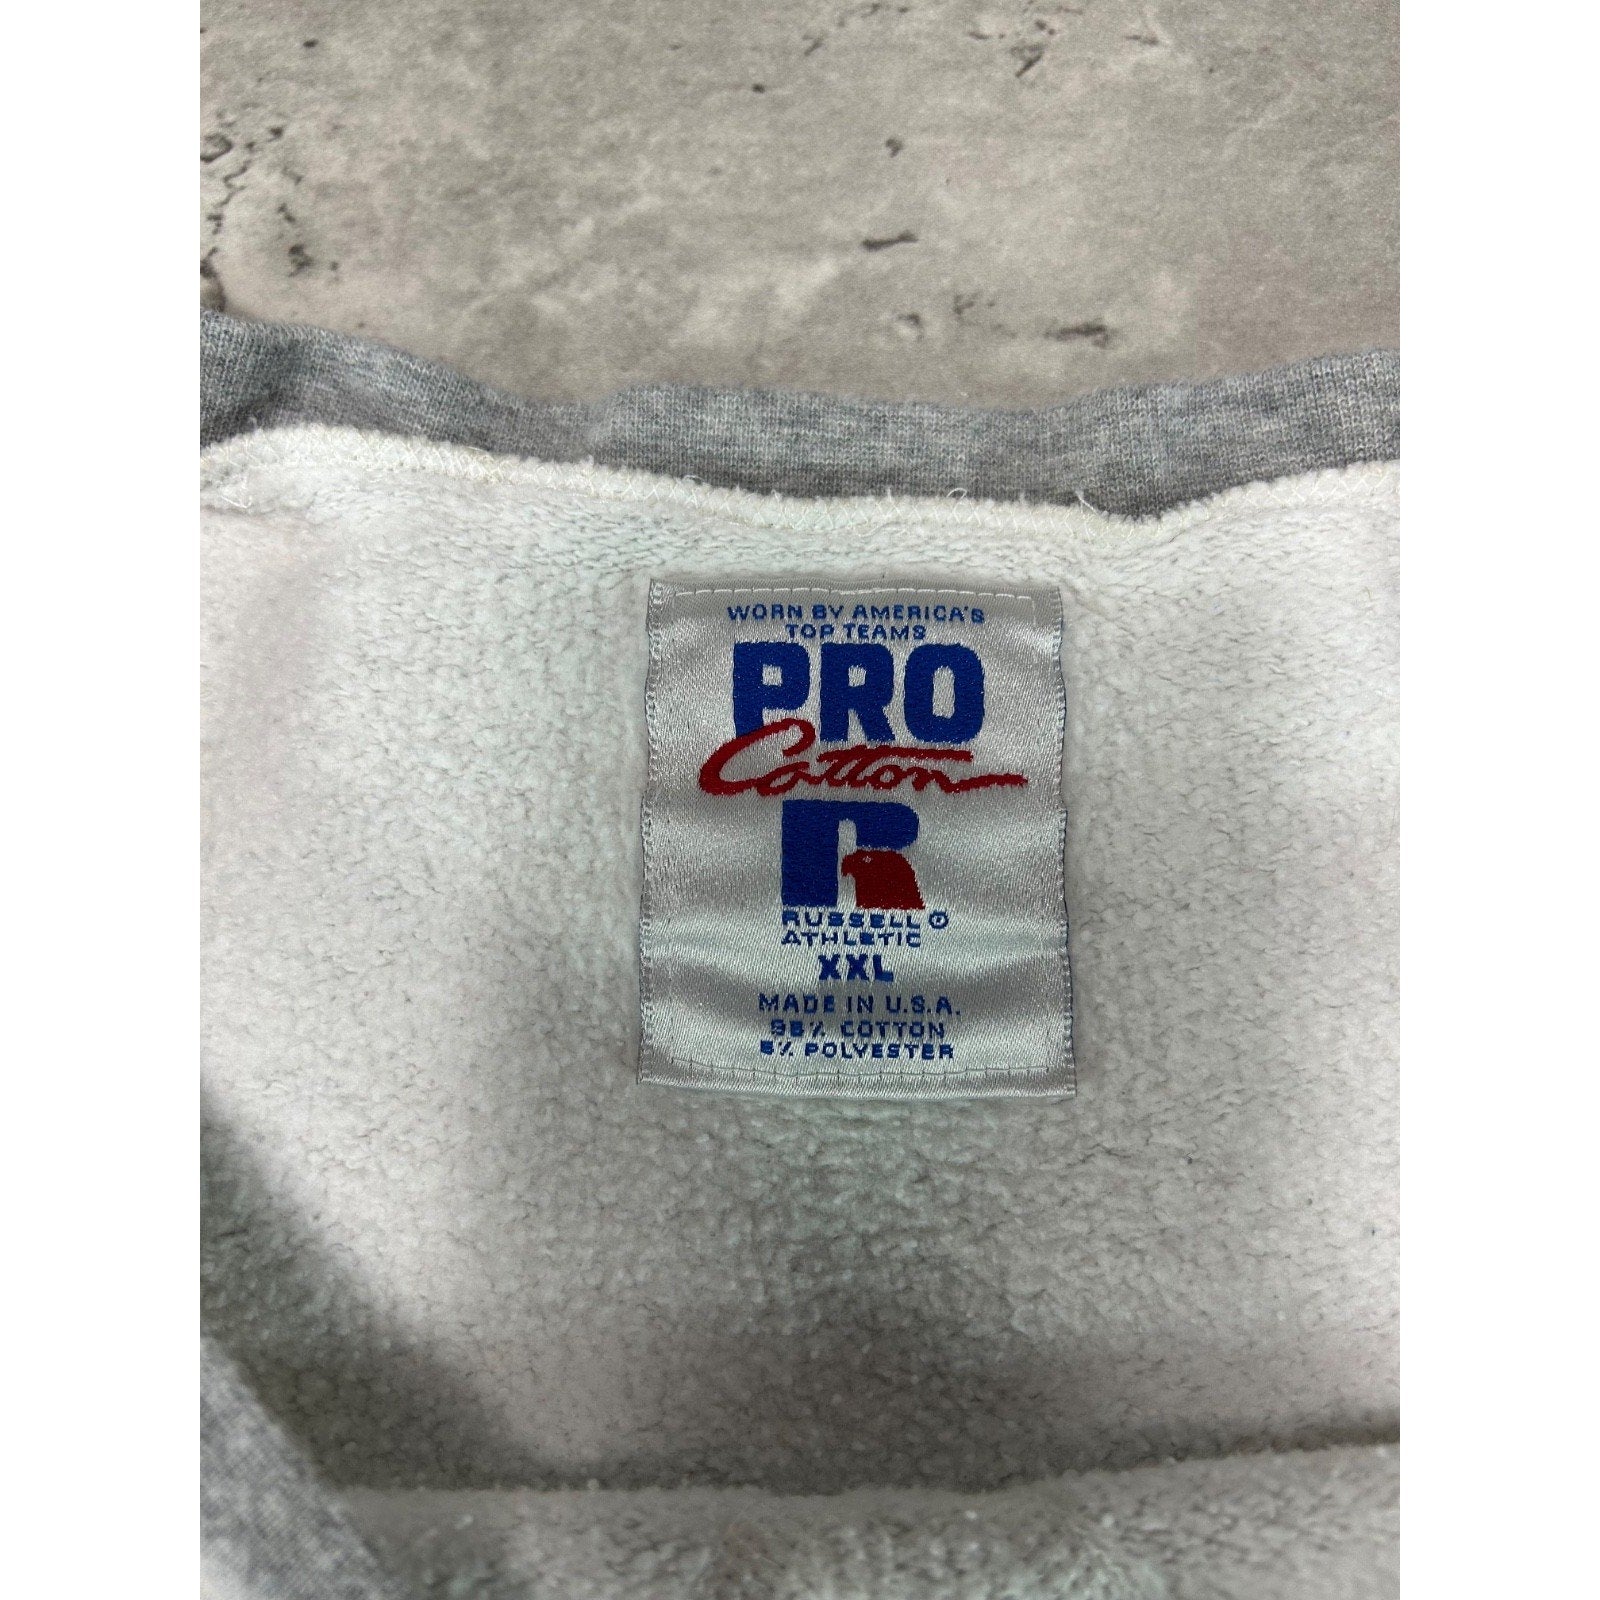 WORN BY AMERICA'S
TOP TEAMS
PRO
Cotton
R
RUSSELL ®
ATHLETIC
XXL
MADE IN U.S.A.
95% COTTON
5% POLYESTER